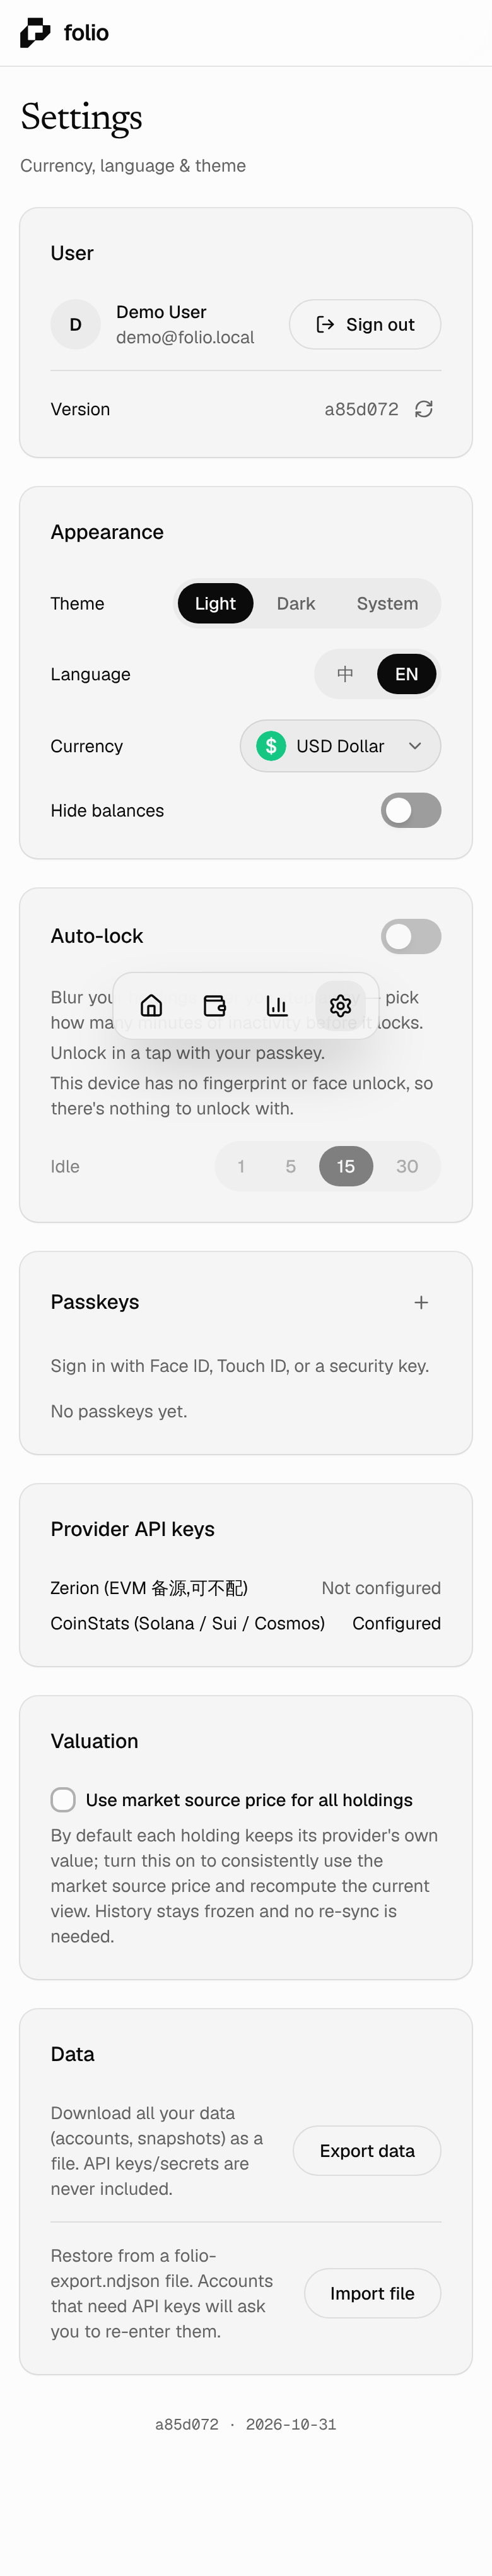 folio
Settings
Currency, language & theme
User
D
Demo User
demo@folio.local
Sign out
Version
a85d072
Appearance
Theme
Light
Dark
System
Language
中
EN
Currency
$
USD Dollar
Hide balances
Auto-lock
Blur you
pick
how many minutes of inactivity before it locks.
Unlock in a tap with your passkey.
This device has no fingerprint or face unlock, so
there's nothing to unlock with.
Idle
1
5
15
30
Passkeys
Sign in with Face ID, Touch ID, or a security key.
No passkeys yet.
Provider API keys
Zerion (EVM 备源,可不配)
Not configured
CoinStats (Solana / Sui / Cosmos)
Configured
Valuation
Use market source price for all holdings
By default each holding keeps its provider's own
value; turn this on to consistently use the
market source price and recompute the current
view. History stays frozen and no re-sync is
needed.
Data
Download all your data
(accounts, snapshots) as a
file. API keys/secrets are
never included.
Export data
Restore from a folio-
export.ndjson file. Accounts
that need API keys will ask
you to re-enter them.
Import file
a85d072 · 2026-10-31